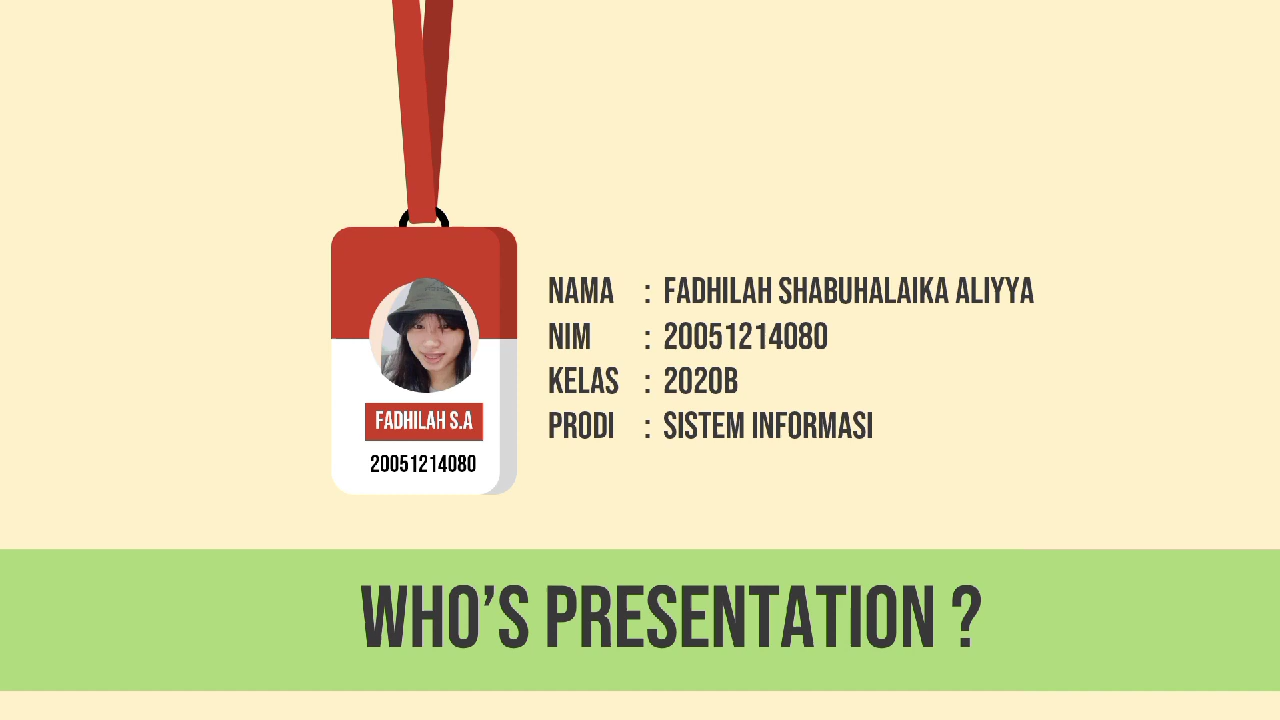 NAMA : FADHILAH SHABUHALAIKA ALIYYA
NIM : 20051214080
KELAS : 2020B
PRODI : SISTEM INFORMASI
FADHILAH S.A
20051214080
WHO'S PRESENTATION ?